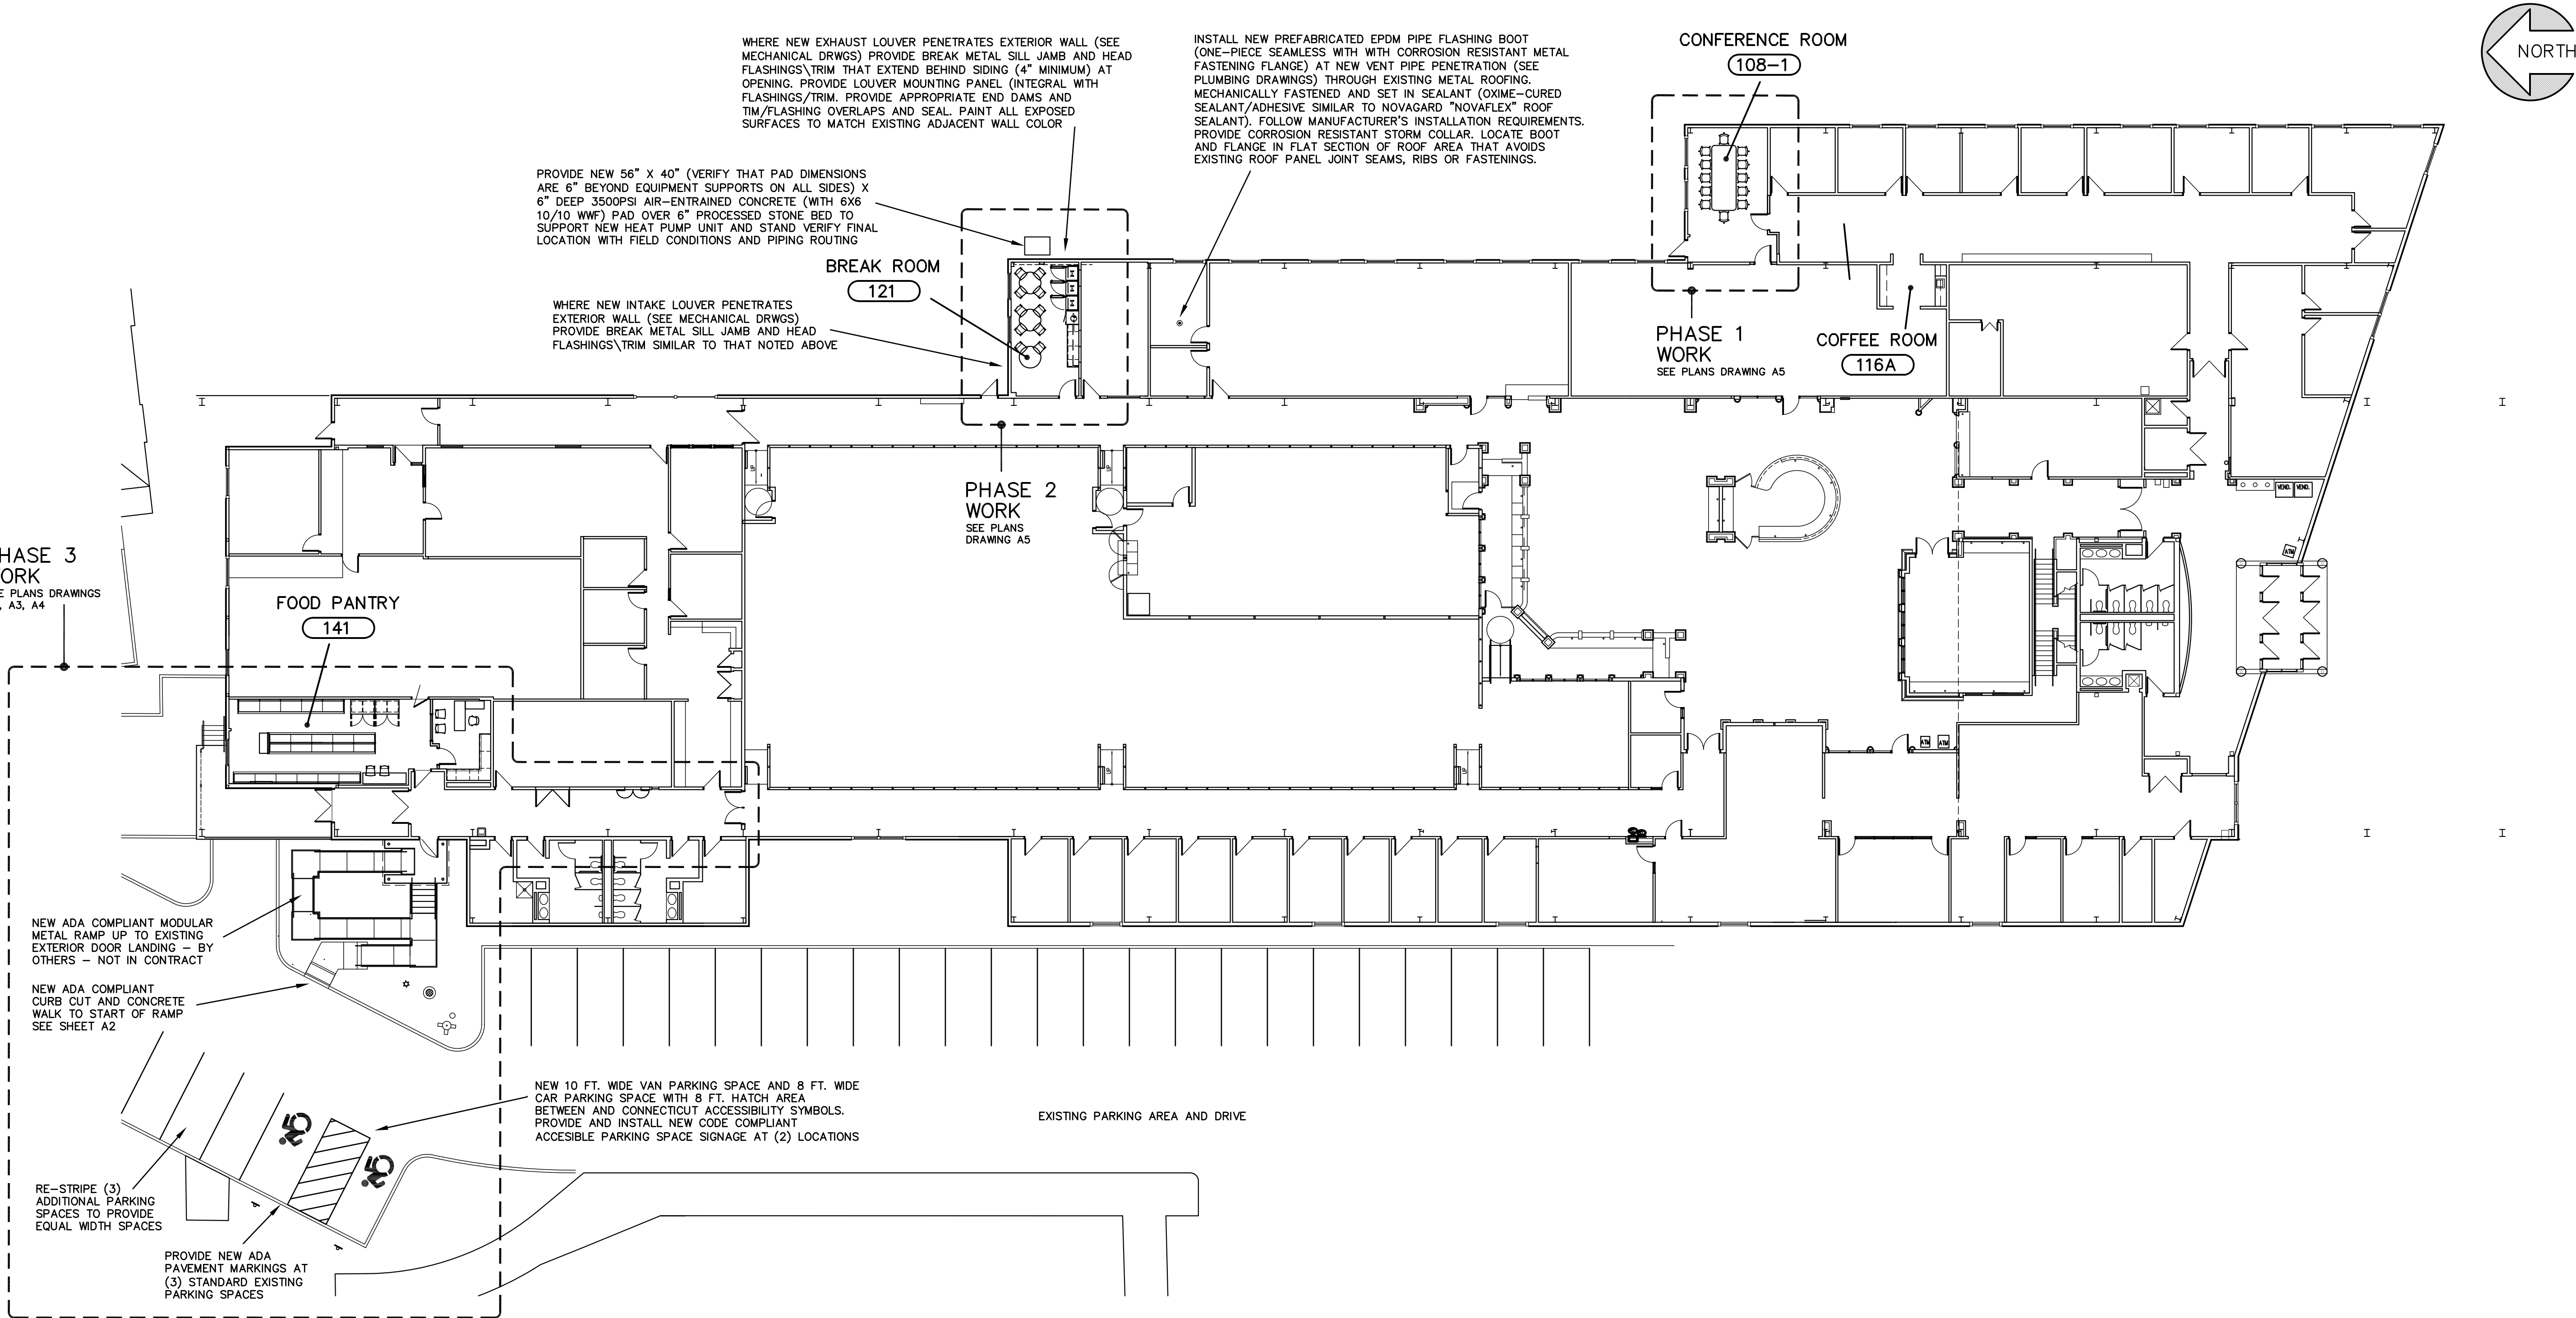 NORTH
WHERE NEW EXHAUST LOUVER PENETRATES EXTERIOR WALL (SEE
MECHANICAL DRWGS) PROVIDE BREAK METAL SILL JAMB AND HEAD
FLASHINGS\TRIM THAT EXTEND BEHIND SIDING (4" MINIMUM) AT
OPENING. PROVIDE LOUVER MOUNTING PANEL (INTEGRAL WITH
FLASHINGS/TRIM. PROVIDE APPROPRIATE END DAMS AND
TIM/FLASHING OVERLAPS AND SEAL. PAINT ALL EXPOSED
SURFACES TO MATCH EXISTING ADJACENT WALL COLOR
INSTALL NEW PREFABRICATED EPDM PIPE FLASHING BOOT
(ONE-PIECE SEAMLESS WITH WITH CORROSION RESISTANT METAL
FASTENING FLANGE) AT NEW VENT PIPE PENETRATION (SEE
PLUMBING DRAWINGS) THROUGH EXISTING METAL ROOFING.
MECHANICALLY FASTENED AND SET IN SEALANT (OXIME-CURED
SEALANT/ADHESIVE SIMILAR TO NOVAGARD "NOVAFLEX" ROOF
SEALANT). FOLLOW MANUFACTURER'S INSTALLATION REQUIREMENTS.
PROVIDE CORROSION RESISTANT STORM COLLAR. LOCATE BOOT
AND FLANGE IN FLAT SECTION OF ROOF AREA THAT AVOIDS
EXISTING ROOF PANEL JOINT SEAMS, RIBS OR FASTENINGS.
CONFERENCE ROOM
108-1
PROVIDE NEW 56" X 40" (VERIFY THAT PAD DIMENSIONS
ARE 6" BEYOND EQUIPMENT SUPPORTS ON ALL SIDES) X
6" DEEP 3500PSI AIR-ENTRAINED CONCRETE (WITH 6X6
10/10 WWF) PAD OVER 6" PROCESSED STONE BED TO
SUPPORT NEW HEAT PUMP UNIT AND STAND VERIFY FINAL
LOCATION WITH FIELD CONDITIONS AND PIPING ROUTING
BREAK ROOM
121
WHERE NEW INTAKE LOUVER PENETRATES
EXTERIOR WALL (SEE MECHANICAL DRWGS)
PROVIDE BREAK METAL SILL JAMB AND HEAD
FLASHINGS\TRIM SIMILAR TO THAT NOTED ABOVE
PHASE 1
WORK
SEE PLANS DRAWING A5
COFFEE ROOM
116A
UP
UP
PHASE 2
WORK
SEE PLANS
DRAWING A5
VEND.
VEND.
ATM
HASE 3
ORK
E PLANS DRAWINGS
, A3, A4
FOOD PANTRY
141
ATM
ATM
UP
UP
NEW ADA COMPLIANT MODULAR
METAL RAMP UP TO EXISTING
EXTERIOR DOOR LANDING – BY
OTHERS – NOT IN CONTRACT
NEW ADA COMPLIANT
CURB CUT AND CONCRETE
WALK TO START OF RAMP
SEE SHEET A2
NEW 10 FT. WIDE VAN PARKING SPACE AND 8 FT. WIDE
CAR PARKING SPACE WITH 8 FT. HATCH AREA
BETWEEN AND CONNECTICUT ACCESSIBILITY SYMBOLS.
PROVIDE AND INSTALL NEW CODE COMPLIANT
ACCESIBLE PARKING SPACE SIGNAGE AT (2) LOCATIONS
EXISTING PARKING AREA AND DRIVE
RE-STRIPE (3)
ADDITIONAL PARKING
SPACES TO PROVIDE
EQUAL WIDTH SPACES
PROVIDE NEW ADA
PAVEMENT MARKINGS AT
(3) STANDARD EXISTING
PARKING SPACES